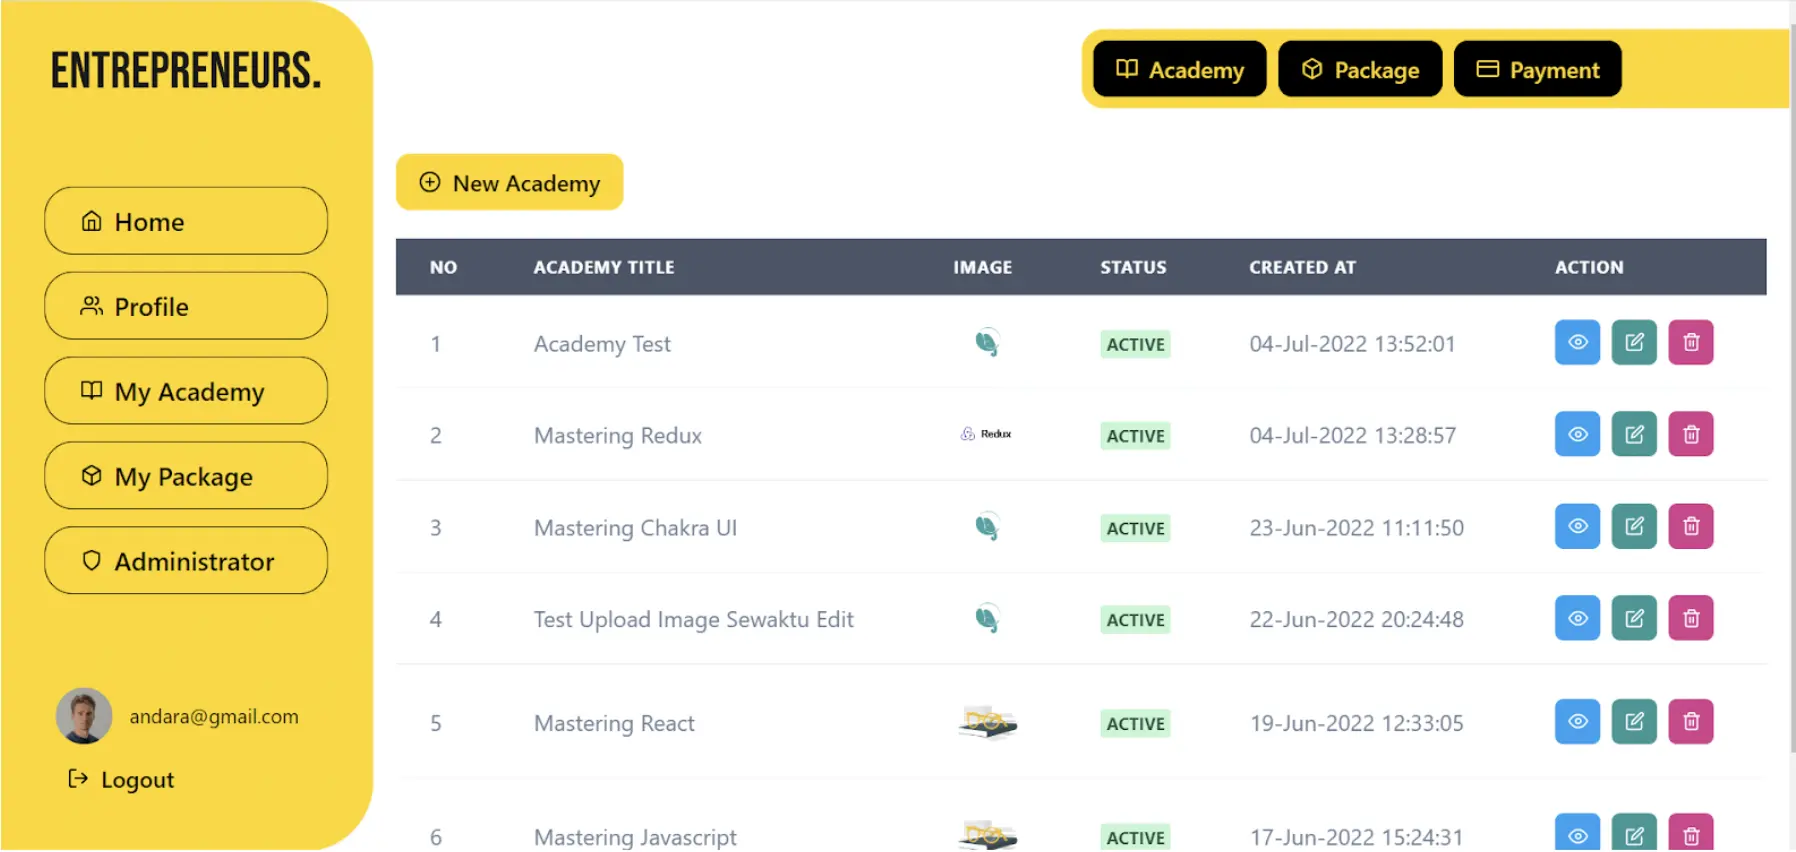 ENTREPRENEURS.
Academy
Package
Payment
Home
Profile
My Academy
My Package
Administrator
andara@gmail.com
Logout
New Academy
NO ACADEMY TITLE IMAGE STATUS CREATED AT ACTION
1 Academy Test ACTIVE 04-Jul-2022 13:52:01
2 Mastering Redux Redux ACTIVE 04-Jul-2022 13:28:57
3 Mastering Chakra UI ACTIVE 23-Jun-2022 11:11:50
4 Test Upload Image Sewaktu Edit ACTIVE 22-Jun-2022 20:24:48
5 Mastering React ACTIVE 19-Jun-2022 12:33:05
6 Mastering Javascript ACTIVE 17-Jun-2022 15:24:31